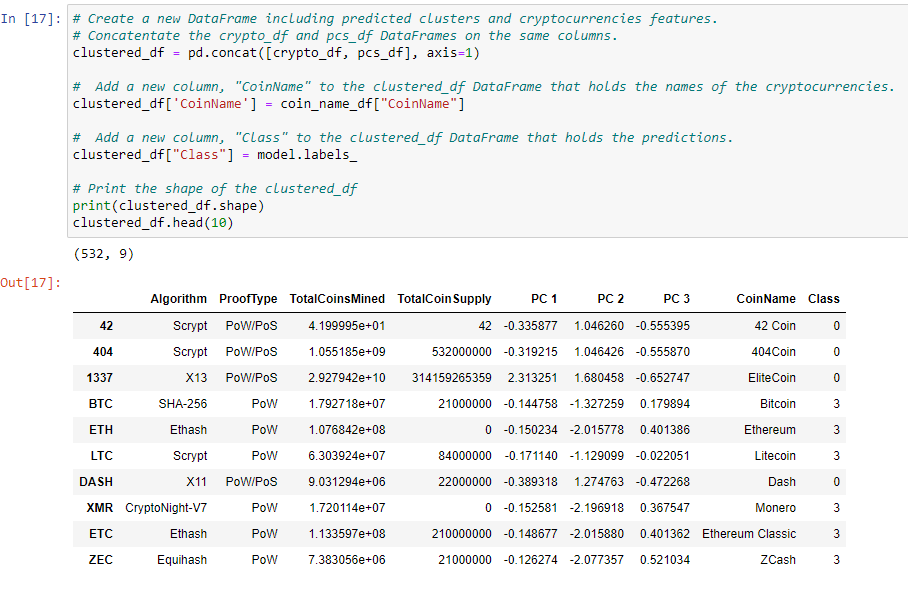 In [17]: # Create a new DataFrame including predicted clusters and cryptocurrencies features.
# Concatentate the crypto_df and pcs_df DataFrames on the same columns.
clustered_df = pd.concat([crypto_df, pcs_df], axis=1)
#  Add a new column, "CoinName" to the clustered_df DataFrame that holds the names of the cryptocurrencies.
clustered_df['CoinName'] = coin_name_df["CoinName"]
#  Add a new column, "Class" to the clustered_df DataFrame that holds the predictions.
clustered_df["Class"] = model.labels_
# Print the shape of the clustered_df
print(clustered_df.shape)
clustered_df.head(10)
(532, 9)
Out[17]:
Algorithm ProofType TotalCoinsMined TotalCoinSupply PC 1 PC 2 PC 3 CoinName Class
42 Scrypt PoW/PoS 4.199995e+01 42 -0.335877 1.046260 -0.555395 42 Coin 0
404 Scrypt PoW/PoS 1.055185e+09 532000000 -0.319215 1.046426 -0.555870 404Coin 0
1337 X13 PoW/PoS 2.927942e+10 314159265359 2.313251 1.680458 -0.652747 EliteCoin 0
BTC SHA-256 PoW 1.792718e+07 21000000 -0.144758 -1.327259 0.179894 Bitcoin 3
ETH Ethash PoW 1.076842e+08 0 -0.150234 -2.015778 0.401386 Ethereum 3
LTC Scrypt PoW 6.303924e+07 84000000 -0.171140 -1.129099 -0.022051 Litecoin 3
DASH X11 PoW/PoS 9.031294e+06 22000000 -0.389318 1.274763 -0.472268 Dash 0
XMR CryptoNight-V7 PoW 1.720114e+07 0 -0.152581 -2.196918 0.367547 Monero 3
ETC Ethash PoW 1.133597e+08 210000000 -0.148677 -2.015880 0.401362 Ethereum Classic 3
ZEC Equihash PoW 7.383056e+06 21000000 -0.126274 -2.077357 0.521034 ZCash 3